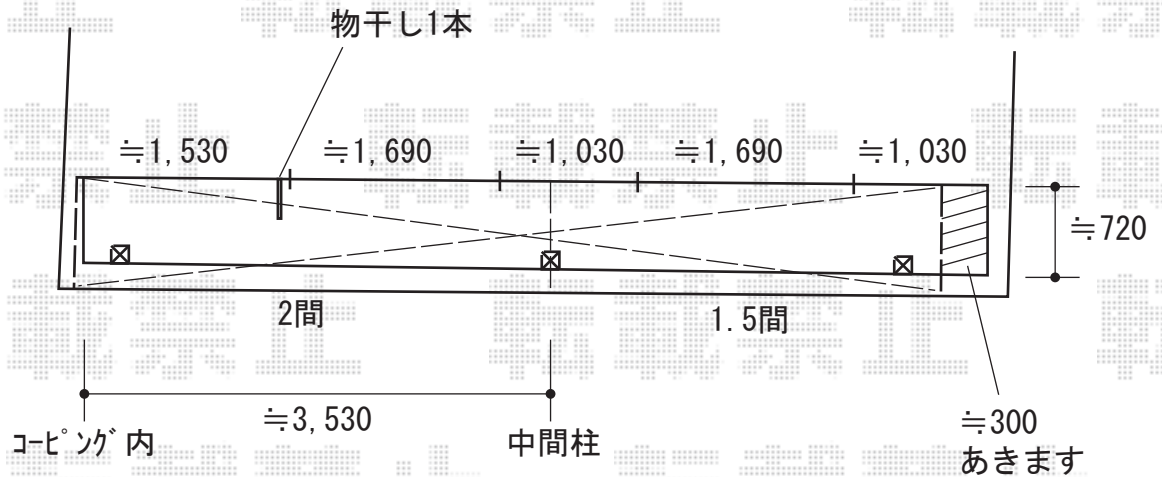 物干し1本
≒1,530
≒1,690
≒1,030
≒1,690
≒1,030
≒720
2間
1.5間
≒3,530
コーピング内
中間柱
≒300
あきます